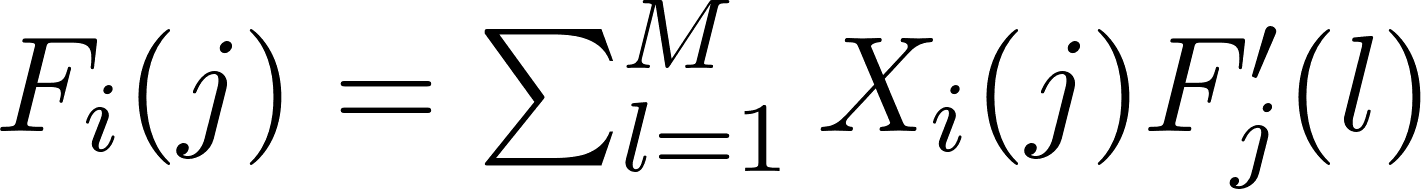 F_i(j) = \sum_{l=1}^{M} X_i(j) F'_j(l)